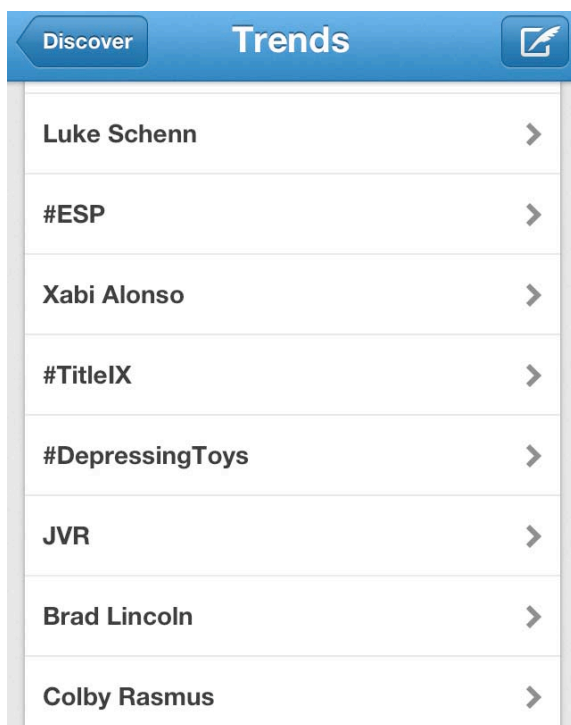 Discover
Trends
Luke Schenn
#ESP
Xabi Alonso
#TitleIX
#DepressingToys
JVR
Brad Lincoln
Colby Rasmus